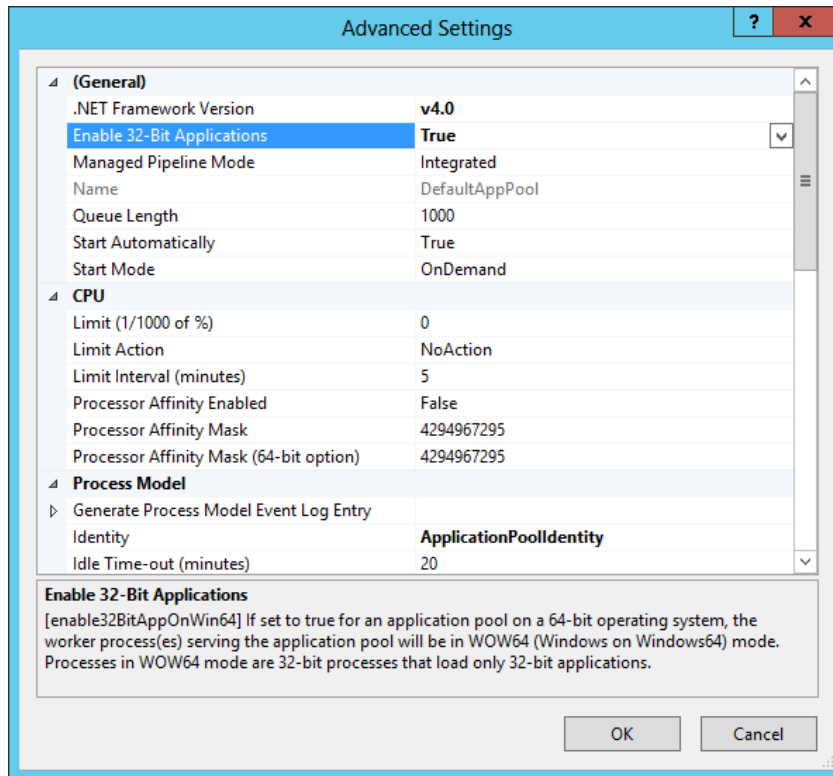 Advanced Settings
? x
(General)
.NET Framework Version v4.0
Enable 32-Bit Applications True
Managed Pipeline Mode Integrated
Name DefaultAppPool
Queue Length 1000
Start Automatically True
Start Mode OnDemand
CPU
Limit (1/1000 of %) 0
Limit Action NoAction
Limit Interval (minutes) 5
Processor Affinity Enabled False
Processor Affinity Mask 4294967295
Processor Affinity Mask (64-bit option) 4294967295
Process Model
Generate Process Model Event Log Entry
Identity ApplicationPoolIdentity
Idle Time-out (minutes) 20
Enable 32-Bit Applications
[enable32BitAppOnWin64] If set to true for an application pool on a 64-bit operating system, the
worker process(es) serving the application pool will be in WOW64 (Windows on Windows64) mode.
Processes in WOW64 mode are 32-bit processes that load only 32-bit applications.
OK Cancel